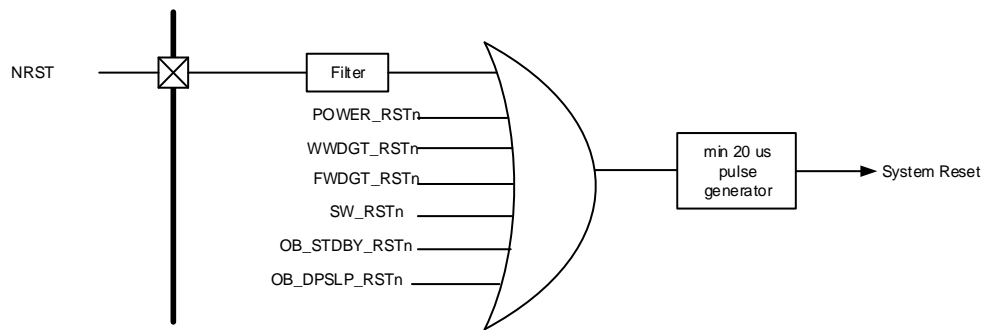 NRST
Filter
POWER_RSTn
WWDGT_RSTn
FWDGT_RSTn
SW_RSTn
OB_STDBY_RSTn
OB_DPSLP_RSTn
min 20 us
pulse
generator
System Reset